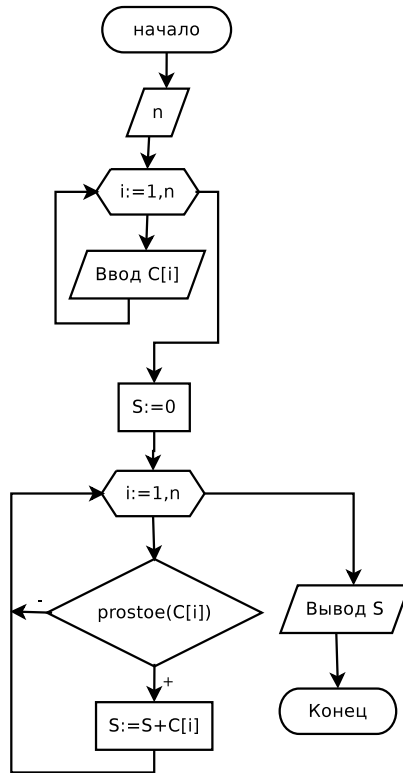 начало
n
i:=1,n
Ввод C[i]
S:=0
i:=1,n
prostoe(C[i])
-
+
S:=S+C[i]
Вывод S
Конец